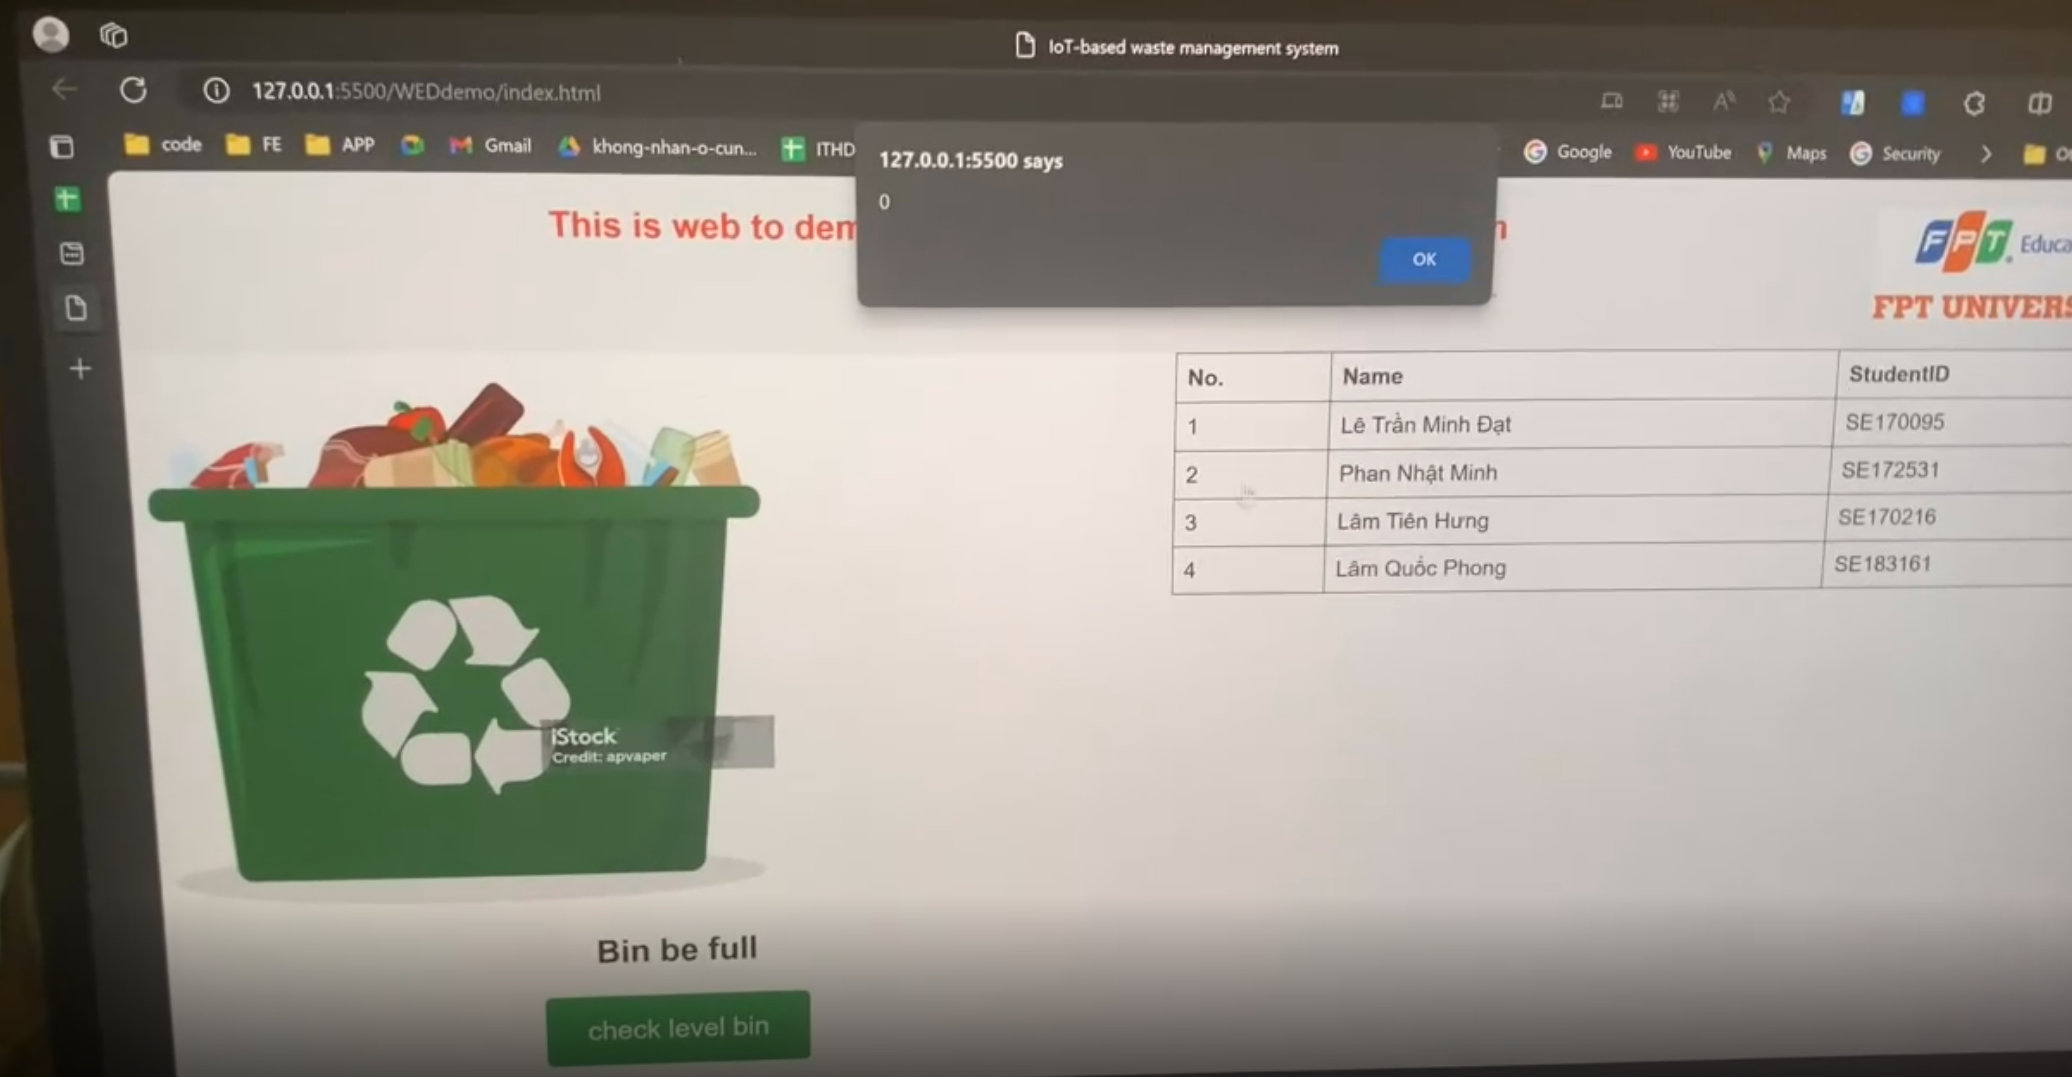 IoT-based waste management system
127.0.0.1:5500/WEDdemo/index.html
code FE APP Gmail khong-nhan-o-cun... ITHD Google YouTube Maps Security
127.0.0.1:5500 says
0
OK
This is web to dem
FPT. Educa
FPT UNIVERS
No. Name StudentID
1 Lê Trần Minh Đạt SE170095
2 Phan Nhật Minh SE172531
3 Lâm Tiên Hưng SE170216
4 Lâm Quốc Phong SE183161
iStock
Credit: apvaper
Bin be full
check level bin